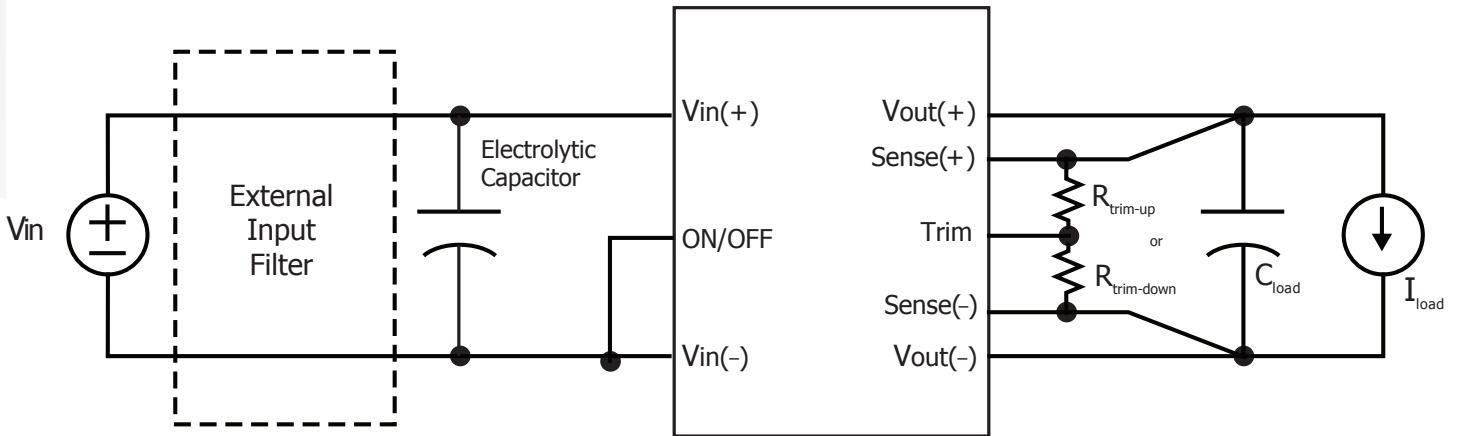 Vin
External
Input
Filter
Electrolytic
Capacitor
Vin(+)
ON/OFF
Vin(−)
Vout(+)
Sense(+)
Trim
Sense(−)
Vout(−)
Rtrim-up
or
Rtrim-down
Cload
Iload